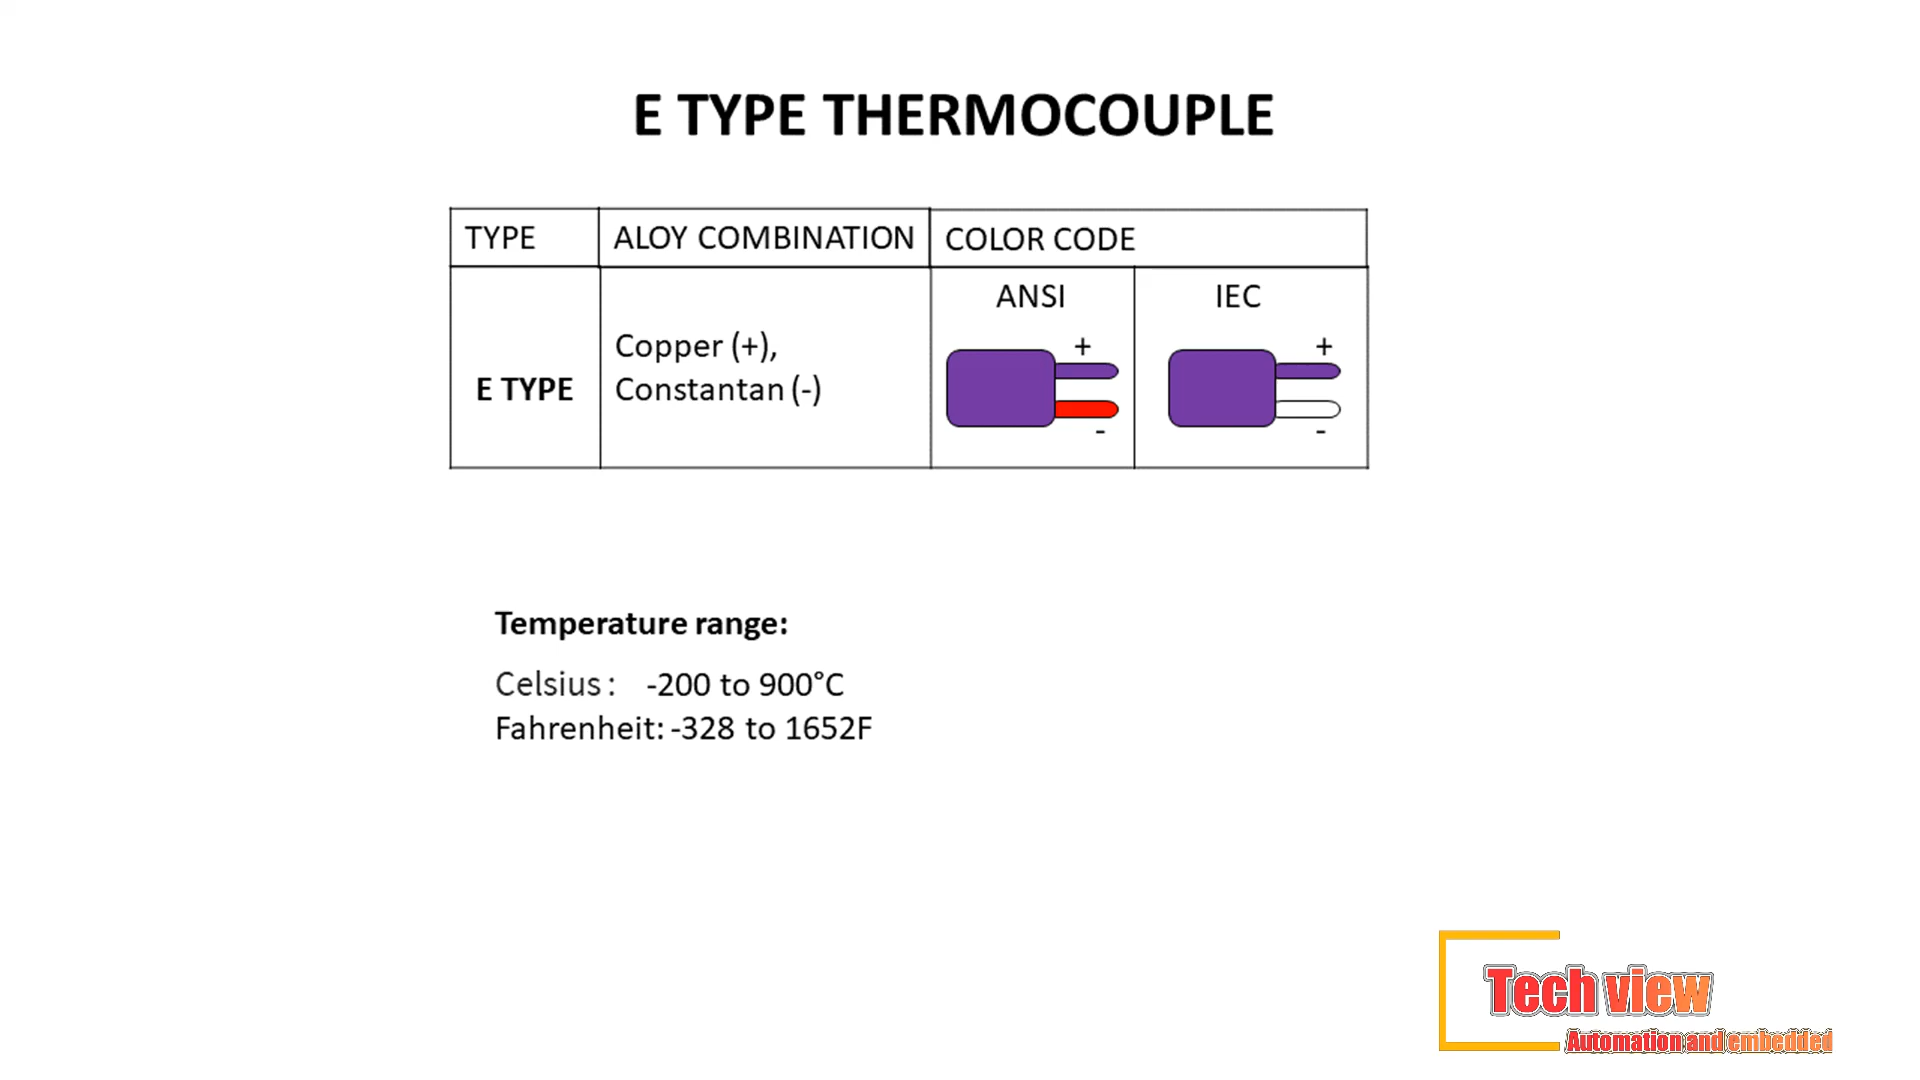 E TYPE THERMOCOUPLE
TYPE ALOY COMBINATION COLOR CODE
ANSI IEC
E TYPE
Copper (+),
Constantan (-)
+ +
- -
Temperature range:
Celsius : -200 to 900°C
Fahrenheit: -328 to 1652F
Tech view
Automation and embedded